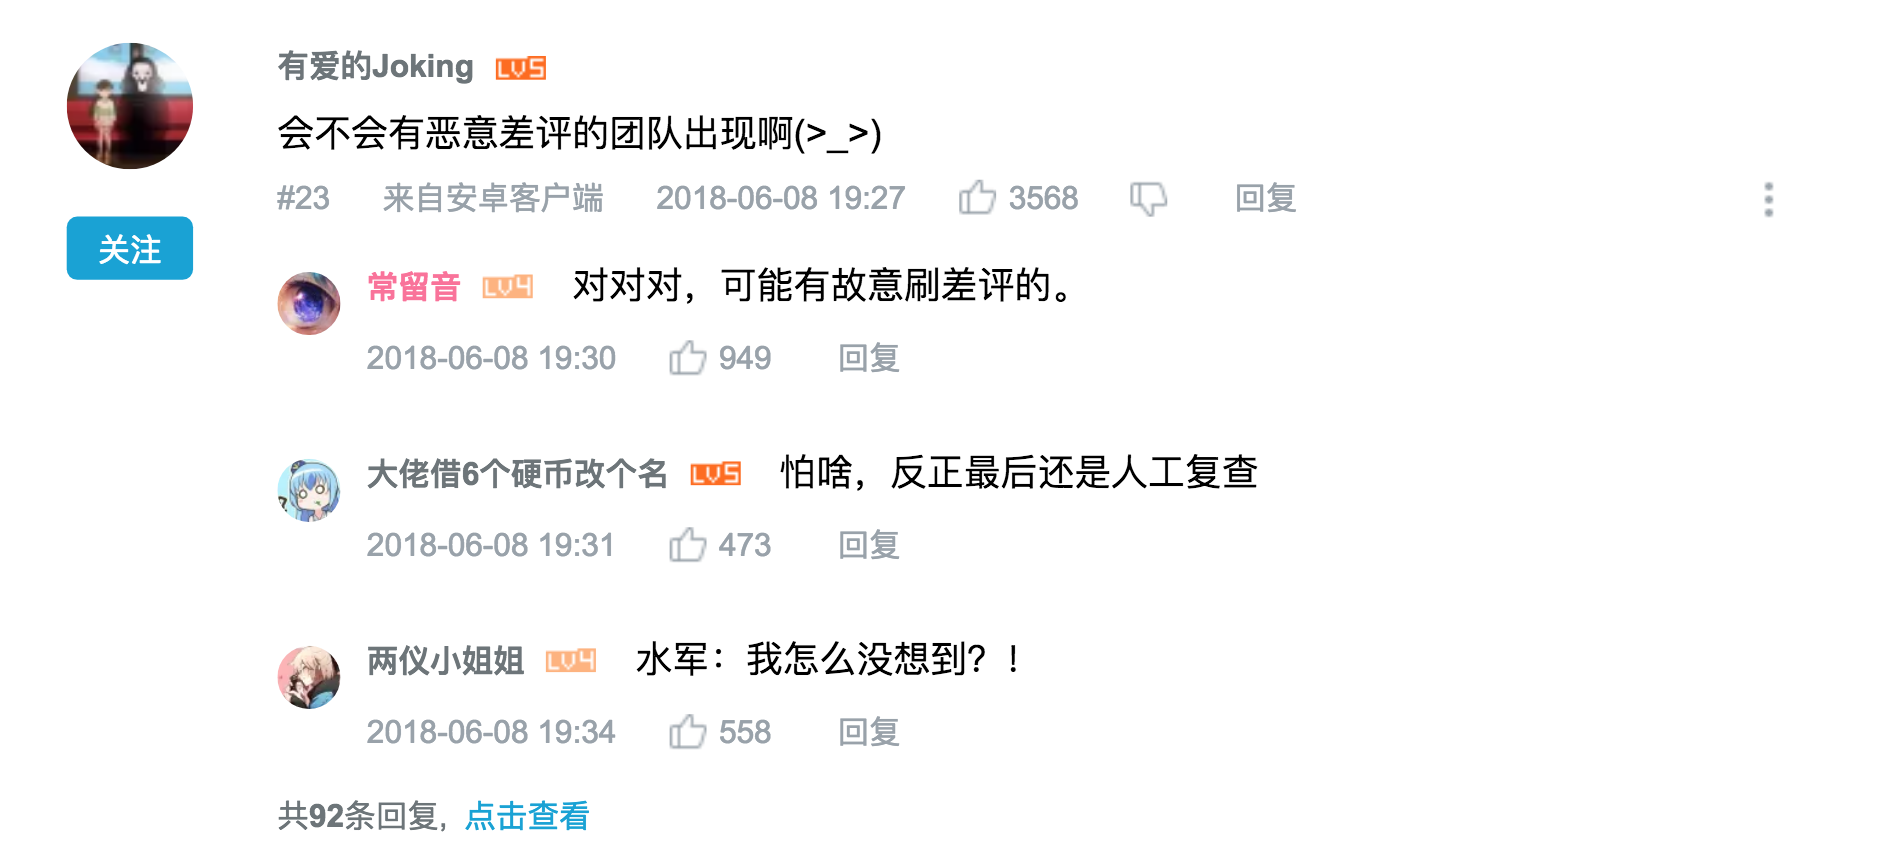 有爱的Joking LV5
会不会有恶意差评的团队出现啊(>_>)
#23 来自安卓客户端 2018-06-08 19:27 3568 回复
关注
常留音 LV4 对对对，可能有故意刷差评的。
2018-06-08 19:30 949 回复
大佬借6个硬币改个名 LV5 怕啥，反正最后还是人工复查
2018-06-08 19:31 473 回复
两仪小姐姐 LV4 水军：我怎么没想到？！
2018-06-08 19:34 558 回复
共92条回复, 点击查看